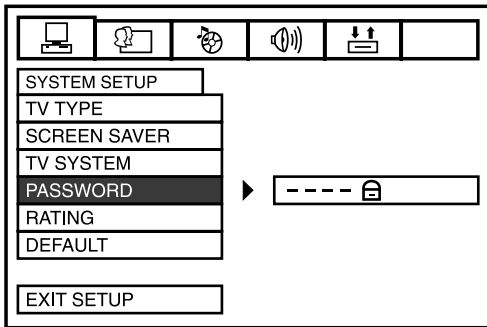 SYSTEM SETUP
TV TYPE
SCREEN SAVER
TV SYSTEM
PASSWORD
- - - -
RATING
DEFAULT
EXIT SETUP